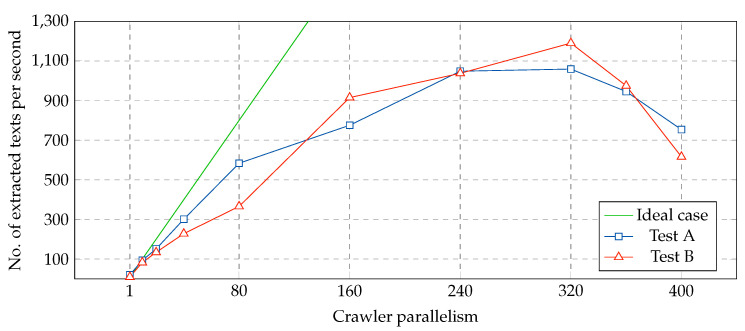 No. of extracted texts per second
1,300
1,100
900
700
500
300
100
1
80
160
240
320
400
Crawler parallelism
Ideal case
Test A
Test B